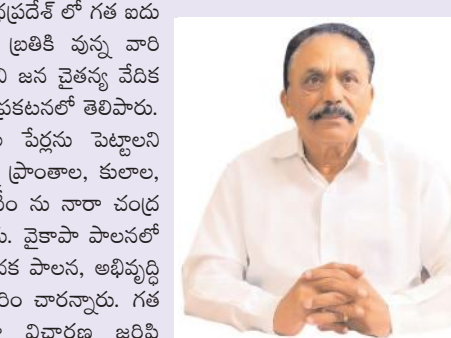 ప్రదేశ్ లో గత ఐదు
బ్రతికి వున్న వారి
జన చైతన్య వేదిక
ప్రకటనలో తెలిపారు.
పేర్లను పెట్టాలని
ప్రాంతాల, కులాల,
ను నారా చంద్ర
వైకాపా పాలనలో
పాలన, అభివృద్ధి
చారన్నారు. గత
విచారణ జరిపి